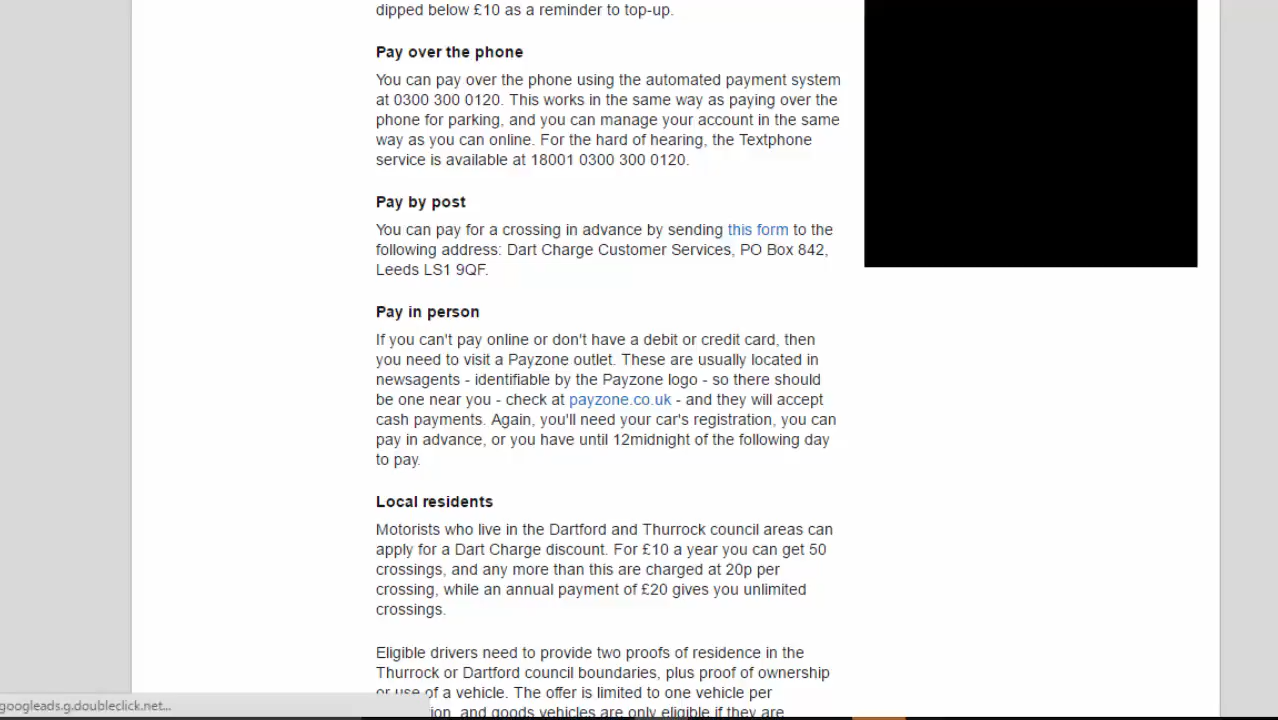 dipped below £10 as a reminder to top-up.
Pay over the phone
You can pay over the phone using the automated payment system
at 0300 300 0120. This works in the same way as paying over the
phone for parking, and you can manage your account in the same
way as you can online. For the hard of hearing, the Textphone
service is available at 18001 0300 300 0120.
Pay by post
You can pay for a crossing in advance by sending this form to the
following address: Dart Charge Customer Services, PO Box 842,
Leeds LS1 9QF.
Pay in person
If you can't pay online or don't have a debit or credit card, then
you need to visit a Payzone outlet. These are usually located in
newsagents - identifiable by the Payzone logo - so there should
be one near you - check at payzone.co.uk - and they will accept
cash payments. Again, you'll need your car's registration, you can
pay in advance, or you have until 12midnight of the following day
to pay.
Local residents
Motorists who live in the Dartford and Thurrock council areas can
apply for a Dart Charge discount. For £10 a year you can get 50
crossings, and any more than this are charged at 20p per
crossing, while an annual payment of £20 gives you unlimited
crossings.
Eligible drivers need to provide two proofs of residence in the
Thurrock or Dartford council boundaries, plus proof of ownership
or use of a vehicle. The offer is limited to one vehicle per
and goods vehicles are only eligible if they are
googleads.g.doubleclick.net...